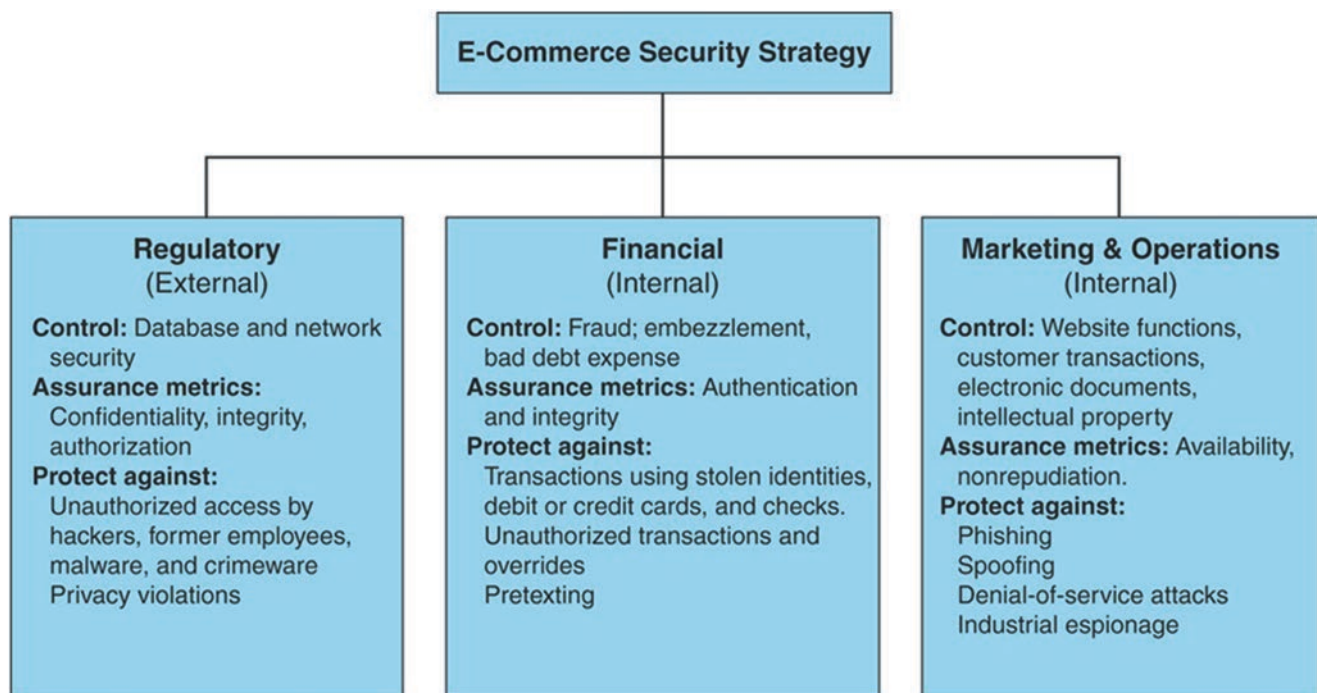 E-Commerce Security Strategy
Regulatory
(External)
Control: Database and network
security
Assurance metrics:
Confidentiality, integrity,
authorization
Protect against:
Unauthorized access by
hackers, former employees,
malware, and crimeware
Privacy violations
Financial
(Internal)
Control: Fraud; embezzlement,
bad debt expense
Assurance metrics: Authentication
and integrity
Protect against:
Transactions using stolen identities,
debit or credit cards, and checks.
Unauthorized transactions and
overrides
Pretexting
Marketing & Operations
(Internal)
Control: Website functions,
customer transactions,
electronic documents,
intellectual property
Assurance metrics: Availability,
nonrepudiation.
Protect against:
Phishing
Spoofing
Denial-of-service attacks
Industrial espionage